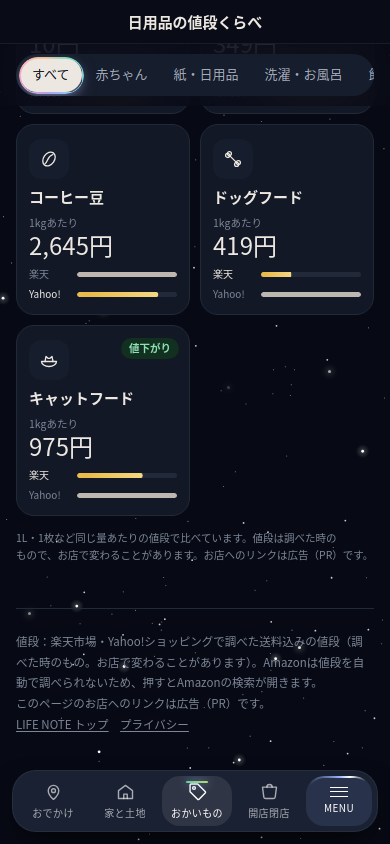 日用品の値段くらべ
10円
349円
すべて
赤ちゃん
紙・日用品
洗濯・お風呂
コーヒー豆
1kgあたり
2,645円
楽天
Yahoo!
ドッグフード
1kgあたり
419円
楽天
Yahoo!
値下がり
キャットフード
1kgあたり
975円
楽天
Yahoo!
1L・1枚など同じ量あたりの値段で比べています。値段は調べた時の
もので、お店で変わることがあります。お店へのリンクは広告（PR）です。
値段：楽天市場・Yahoo!ショッピングで調べた送料込みの値段（調
べた時のもの。お店で変わることがあります）。Amazonは値段を自
動で調べられないため、押すとAmazonの検索が開きます。
このページのお店へのリンクは広告（PR）です。
LIFE NOTE トップ プライバシー
おでかけ
家と土地
おかいもの
開店閉店
MENU